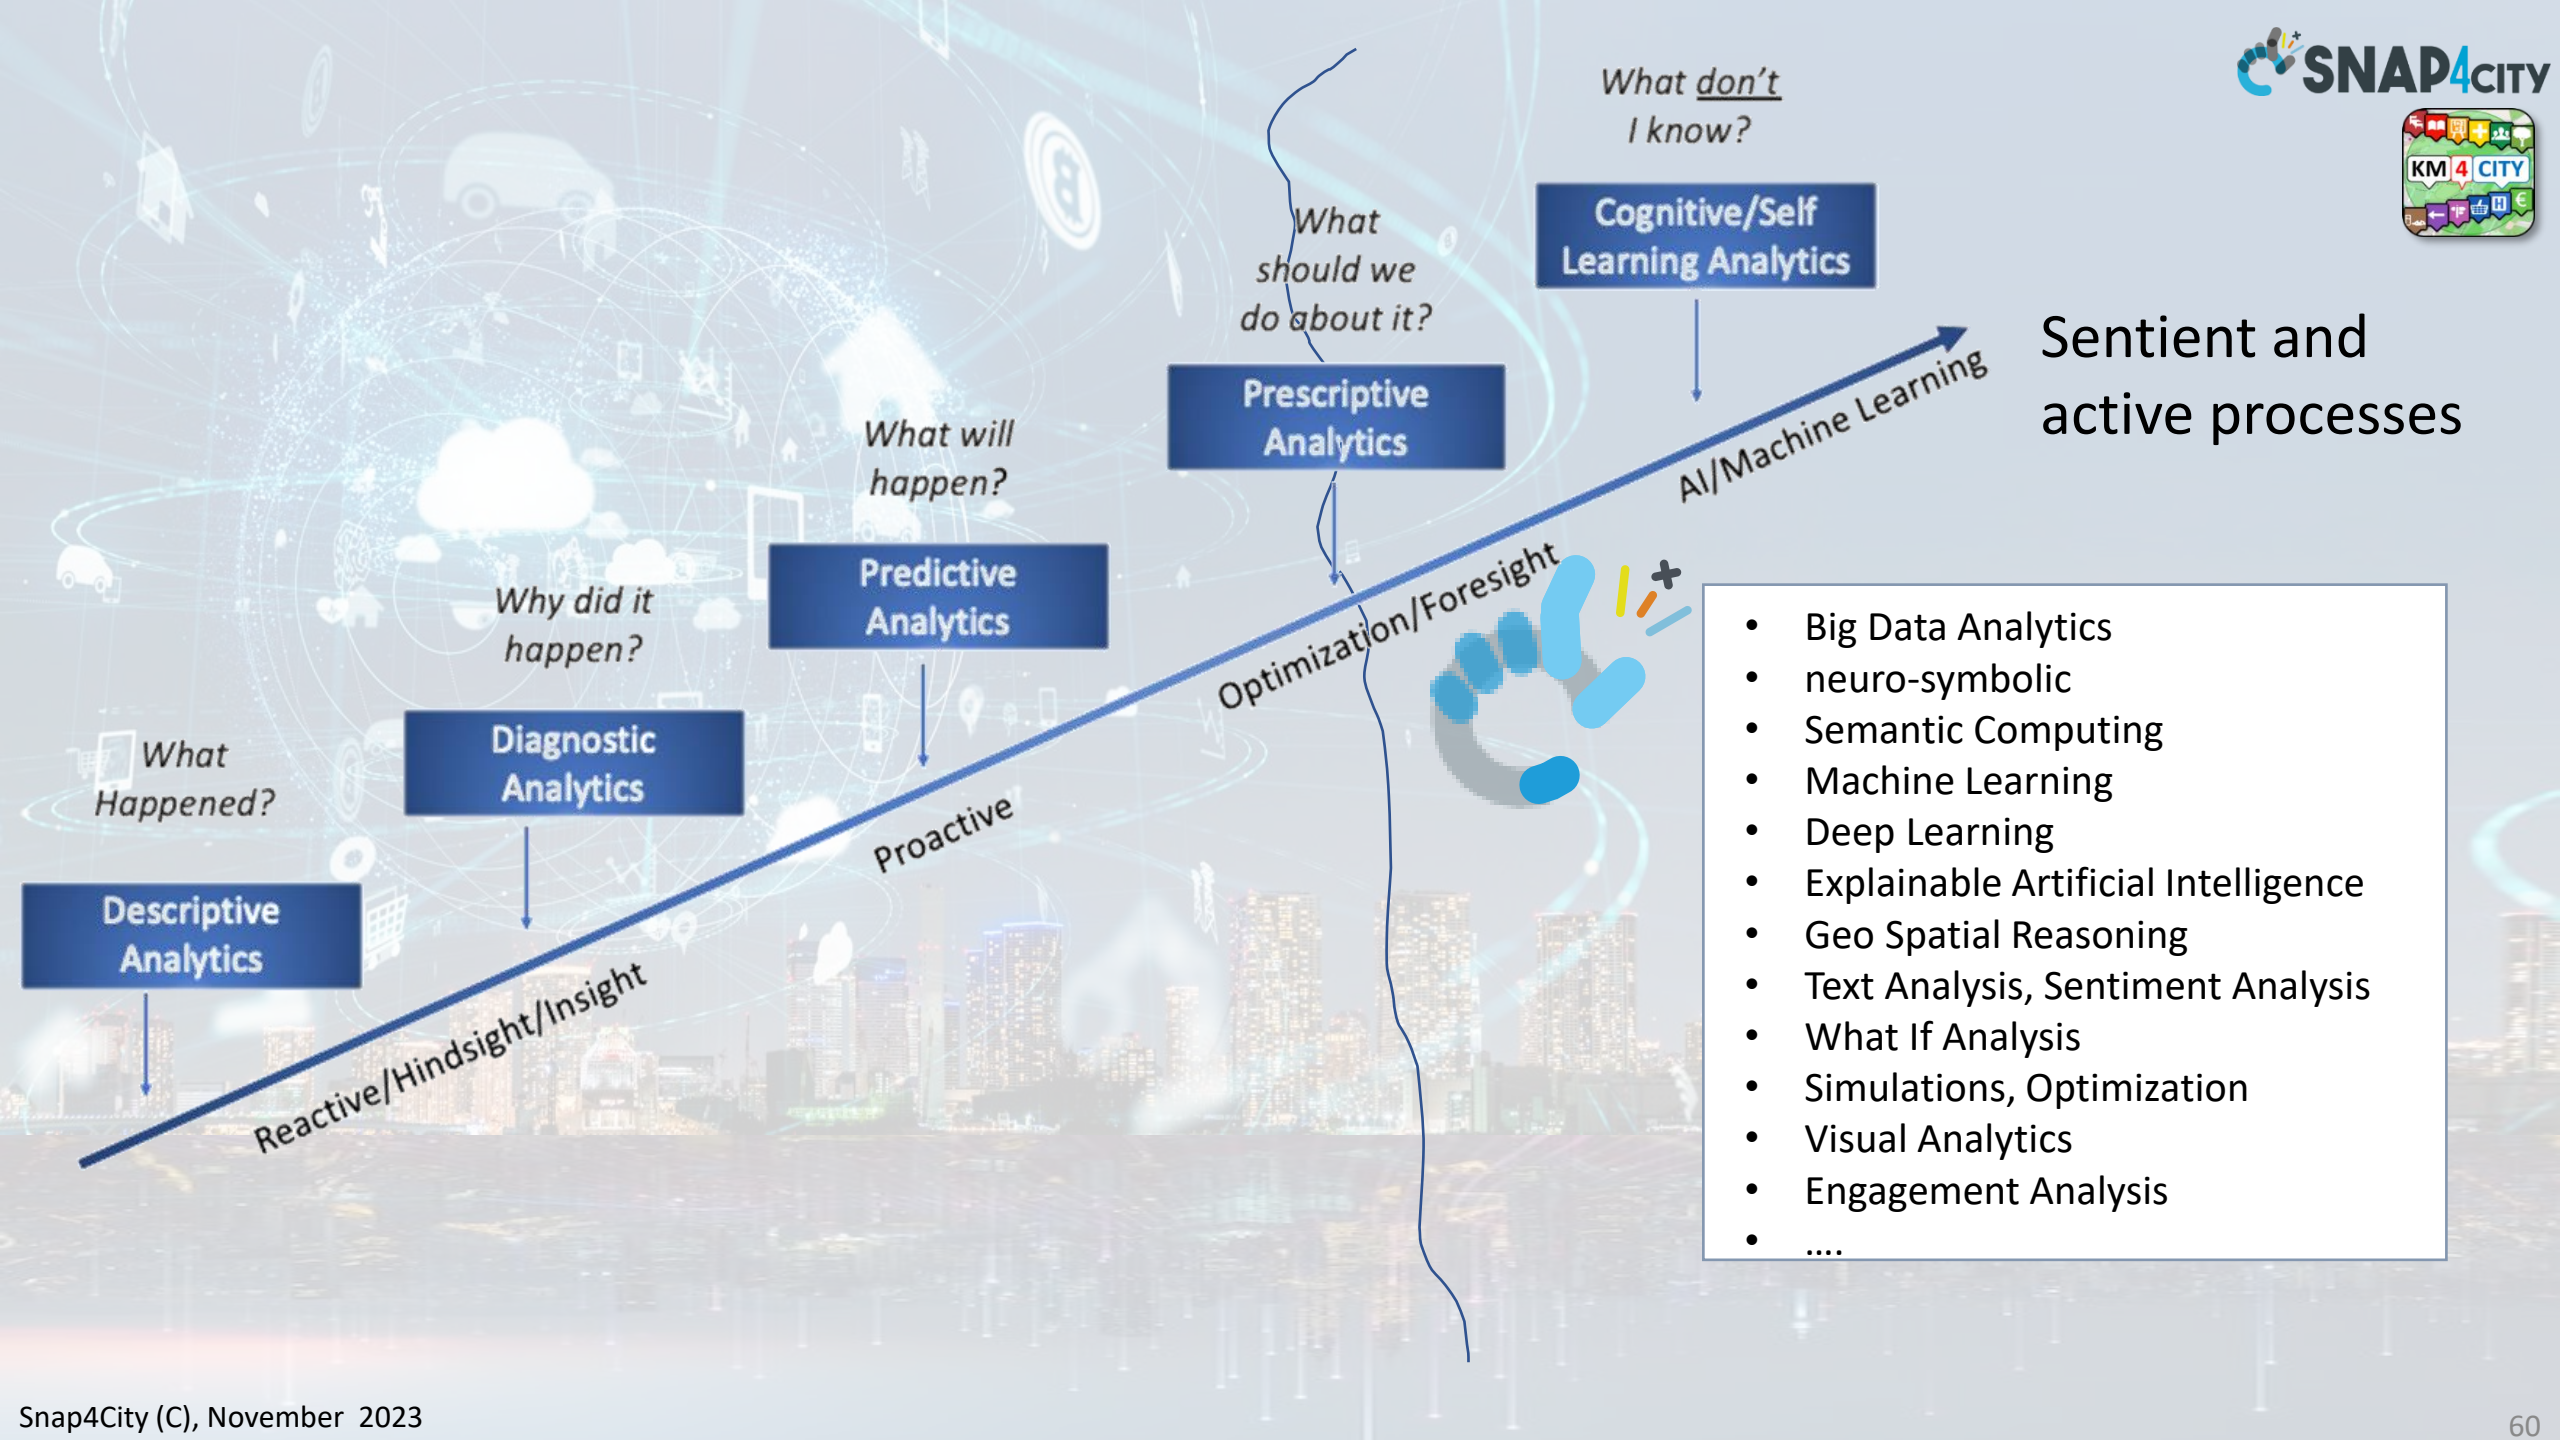 SNAP4CITY
KM 4 CITY
What don't
I know?
Cognitive/Self
Learning Analytics
What
should we
do about it?
Prescriptive
Analytics
Sentient and
active processes
AI/Machine Learning
What will
happen?
Predictive
Analytics
Optimization/Foresight
Why did it
happen?
Diagnostic
Analytics
Proactive
What
Happened?
Descriptive
Analytics
Reactive/Hindsight/Insight
• Big Data Analytics
• neuro-symbolic
• Semantic Computing
• Machine Learning
• Deep Learning
• Explainable Artificial Intelligence
• Geo Spatial Reasoning
• Text Analysis, Sentiment Analysis
• What If Analysis
• Simulations, Optimization
• Visual Analytics
• Engagement Analysis
• ....
Snap4City (C), November 2023
60